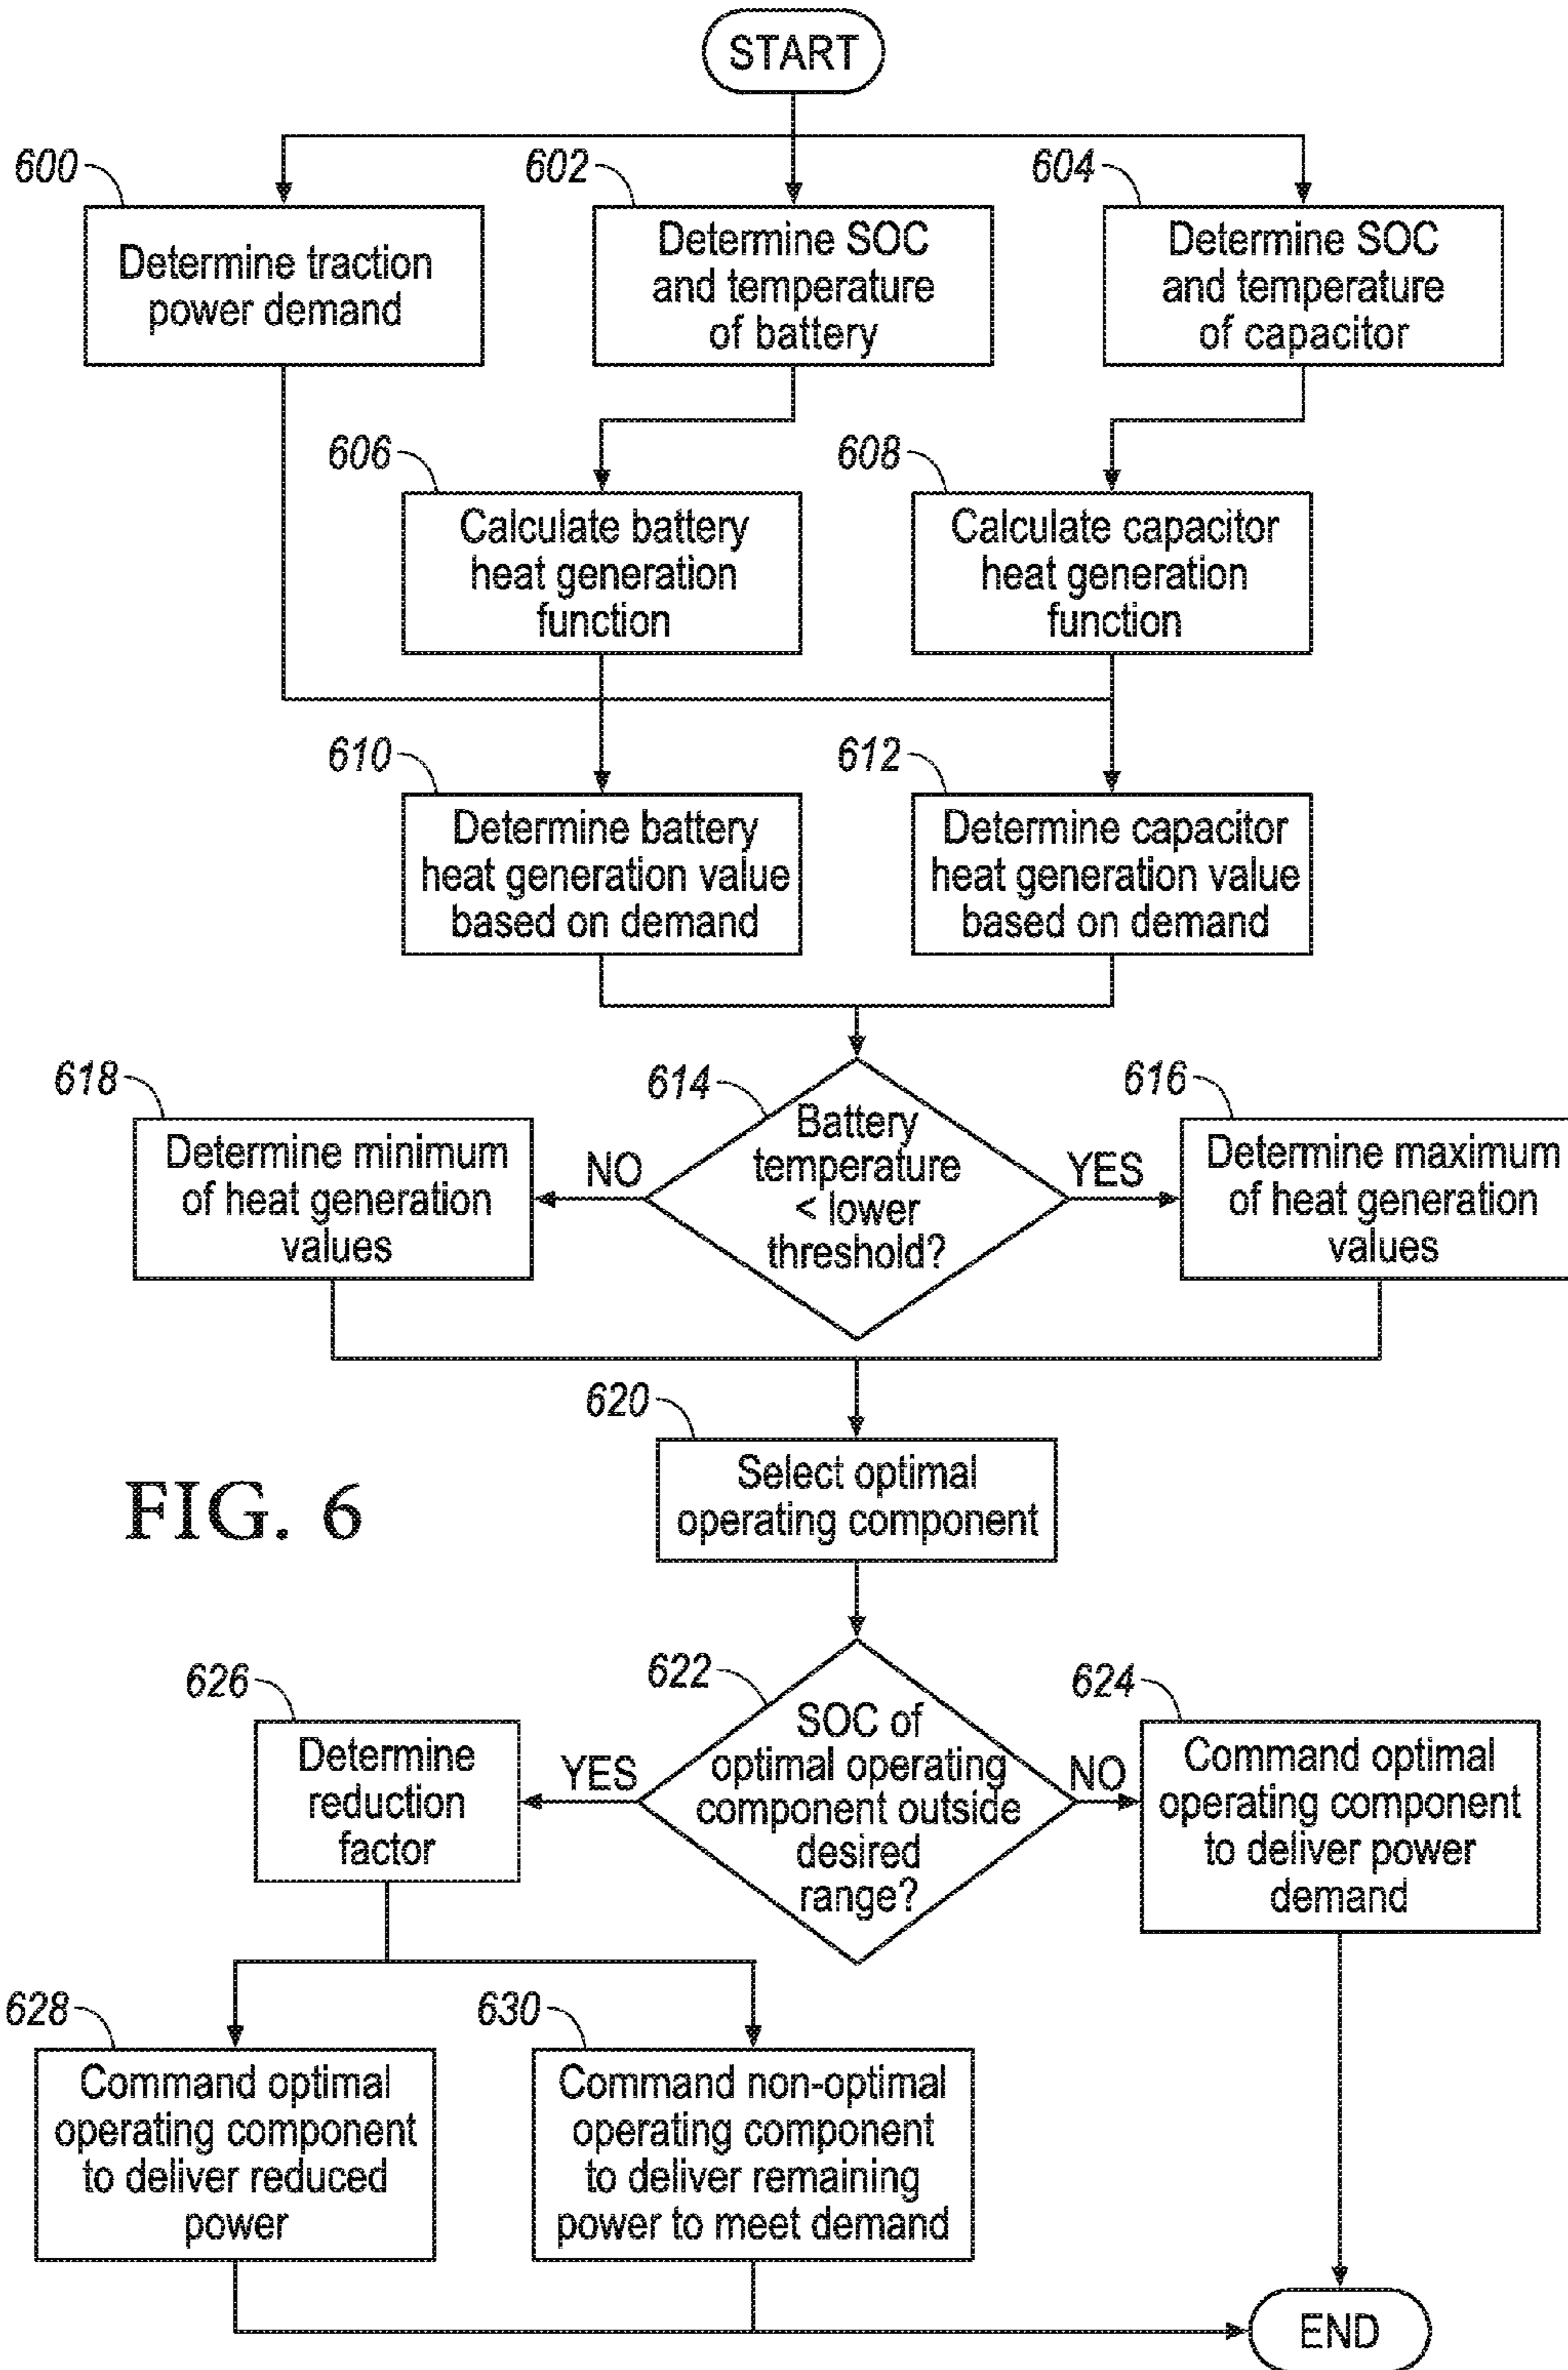 START
600
602
604
Determine traction
power demand
Determine SOC
and temperature
of battery
Determine SOC
and temperature
of capacitor
606
608
Calculate battery
heat generation
function
Calculate capacitor
heat generation
function
610
612
Determine battery
heat generation value
based on demand
Determine capacitor
heat generation value
based on demand
618
614
616
Determine minimum
of heat generation
values
NO
Battery
temperature
< lower
threshold?
YES
Determine maximum
of heat generation
values
620
Select optimal
operating component
FIG. 6
626
622
624
Determine
reduction
factor
YES
SOC of
optimal operating
component outside
desired
range?
NO
Command optimal
operating component
to deliver power
demand
628
630
Command optimal
operating component
to deliver reduced
power
Command non-optimal
operating component
to deliver remaining
power to meet demand
END